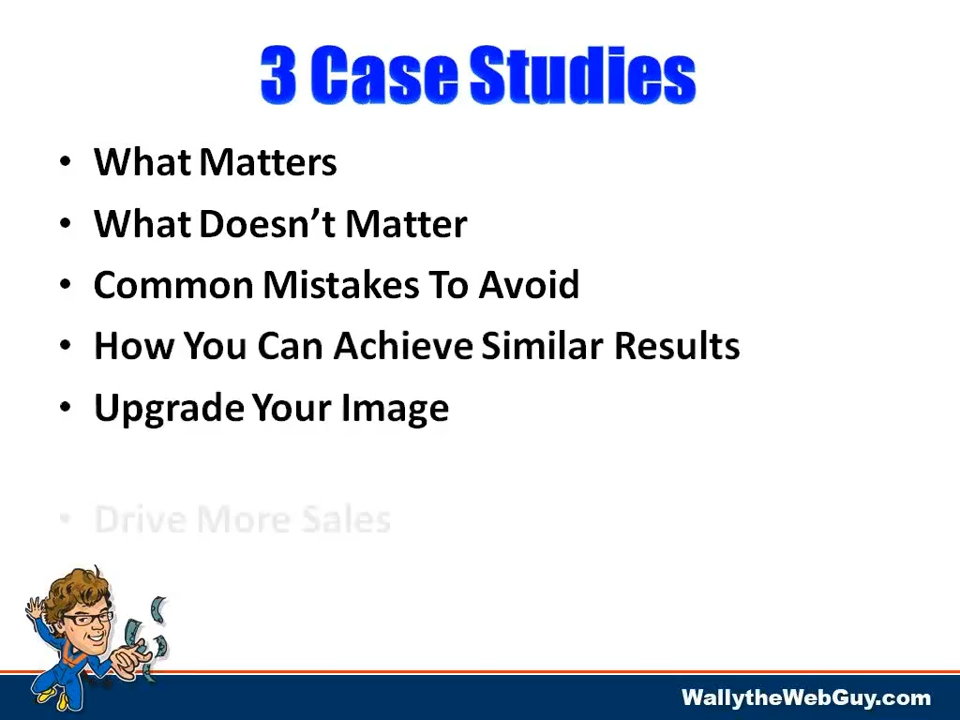 3 Case Studies
• What Matters
• What Doesn’t Matter
• Common Mistakes To Avoid
• How You Can Achieve Similar Results
• Upgrade Your Image
• Drive More Sales
WallytheWebGuy.com